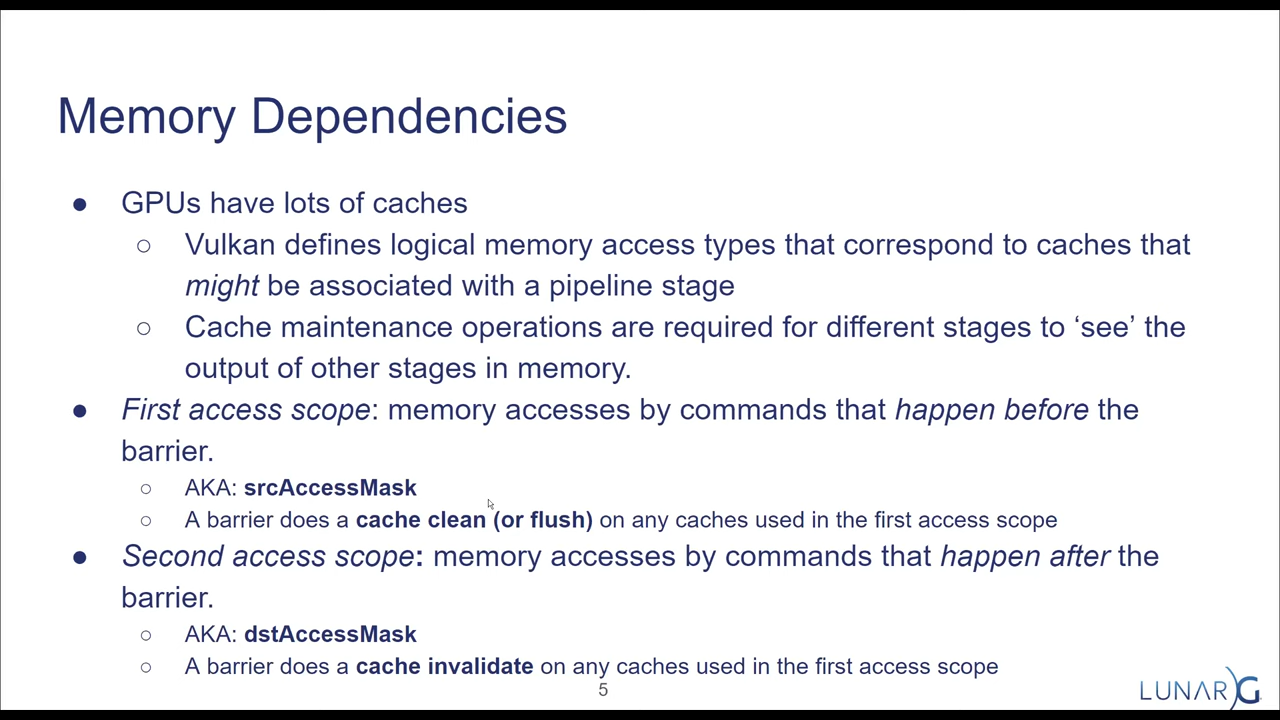 Memory Dependencies
● GPUs have lots of caches
○ Vulkan defines logical memory access types that correspond to caches that
might be associated with a pipeline stage
○ Cache maintenance operations are required for different stages to ‘see’ the
output of other stages in memory.
● First access scope: memory accesses by commands that happen before the
barrier.
○ AKA: srcAccessMask
○ A barrier does a cache clean (or flush) on any caches used in the first access scope
● Second access scope: memory accesses by commands that happen after the
barrier.
○ AKA: dstAccessMask
○ A barrier does a cache invalidate on any caches used in the first access scope
5
LUNAR G